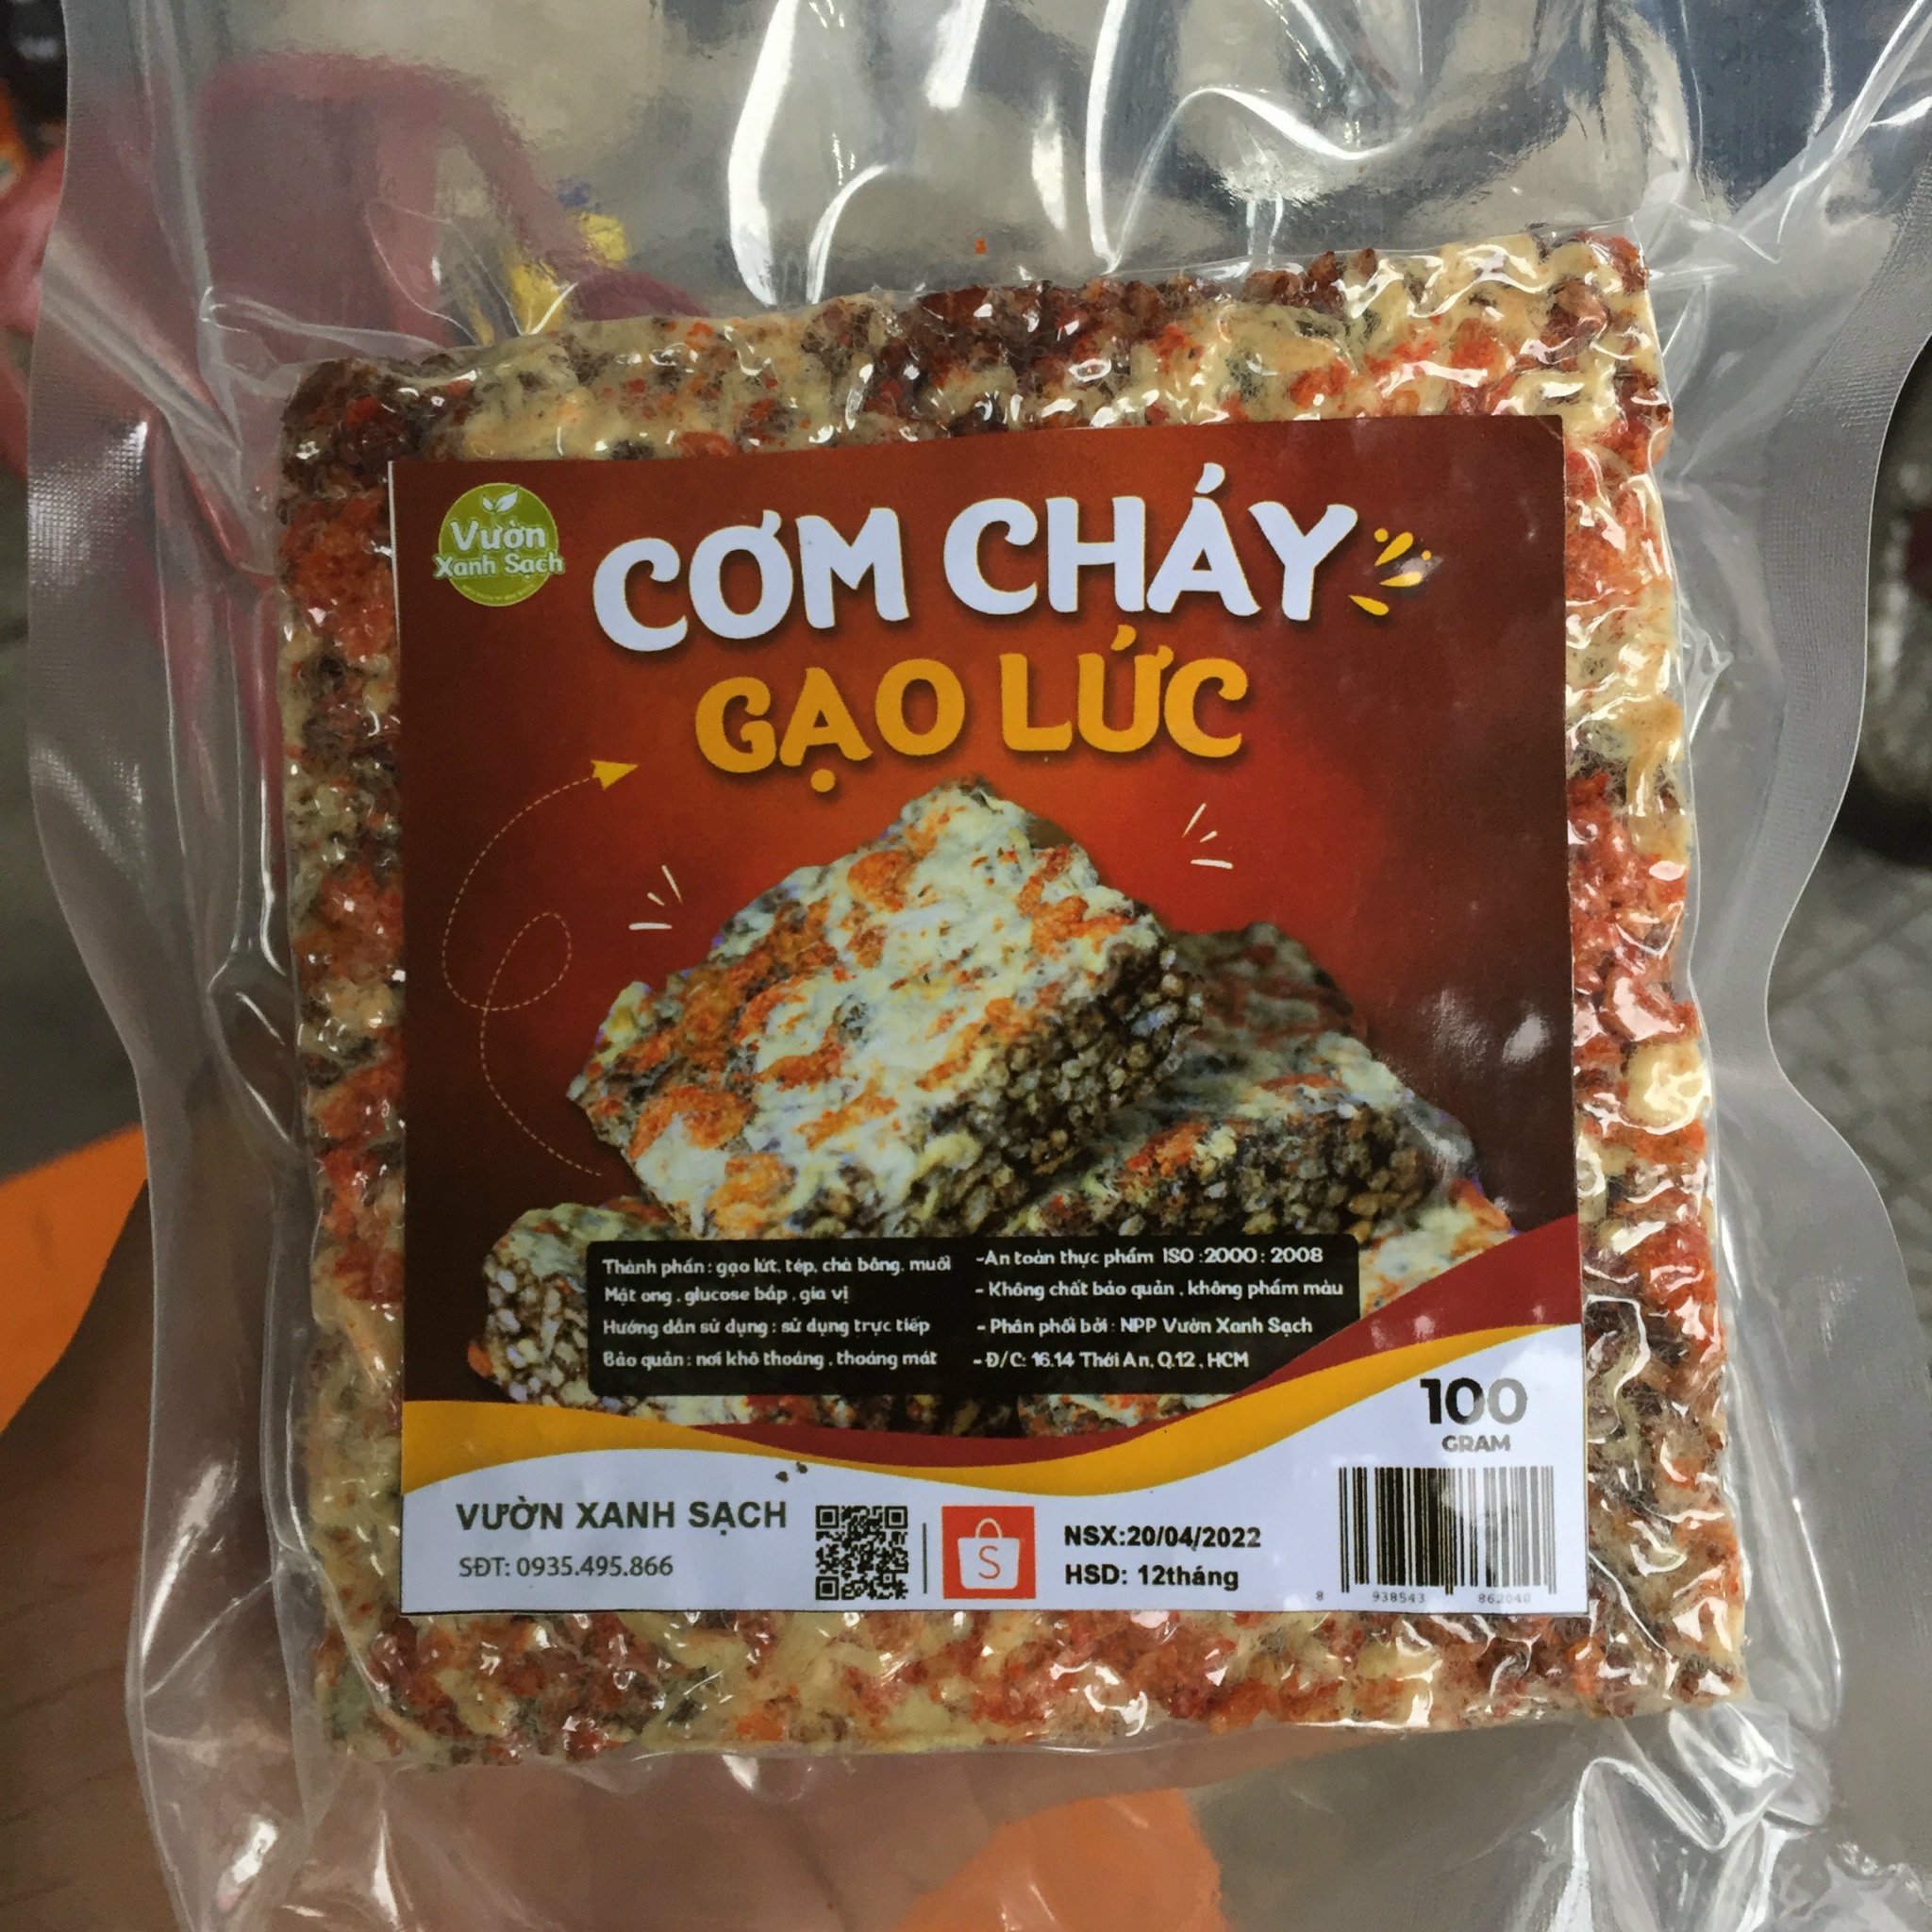 Vườn
Xanh Sạch
CƠM CHÁY
GẠO LỨC
Thành phần : gạo lứt, tép, chà bông, muối
Mật ong , glucose bắp , gia vị
Hướng dẫn sử dụng : sử dụng trực tiếp
Bảo quản : nơi khô thoáng , thoáng mát
-An toàn thực phẩm ISO :2000 : 2008
- Không chất bảo quản , không phẩm màu
- Phân phối bởi : NPP Vườn Xanh Sạch
- Đ/C: 16.14 Thới An, Q.12 , HCM
100
GRAM
VƯỜN XANH SẠCH
SĐT: 0935.495.866
S
NSX:20/04/2022
HSD: 12tháng
8 938543 862040